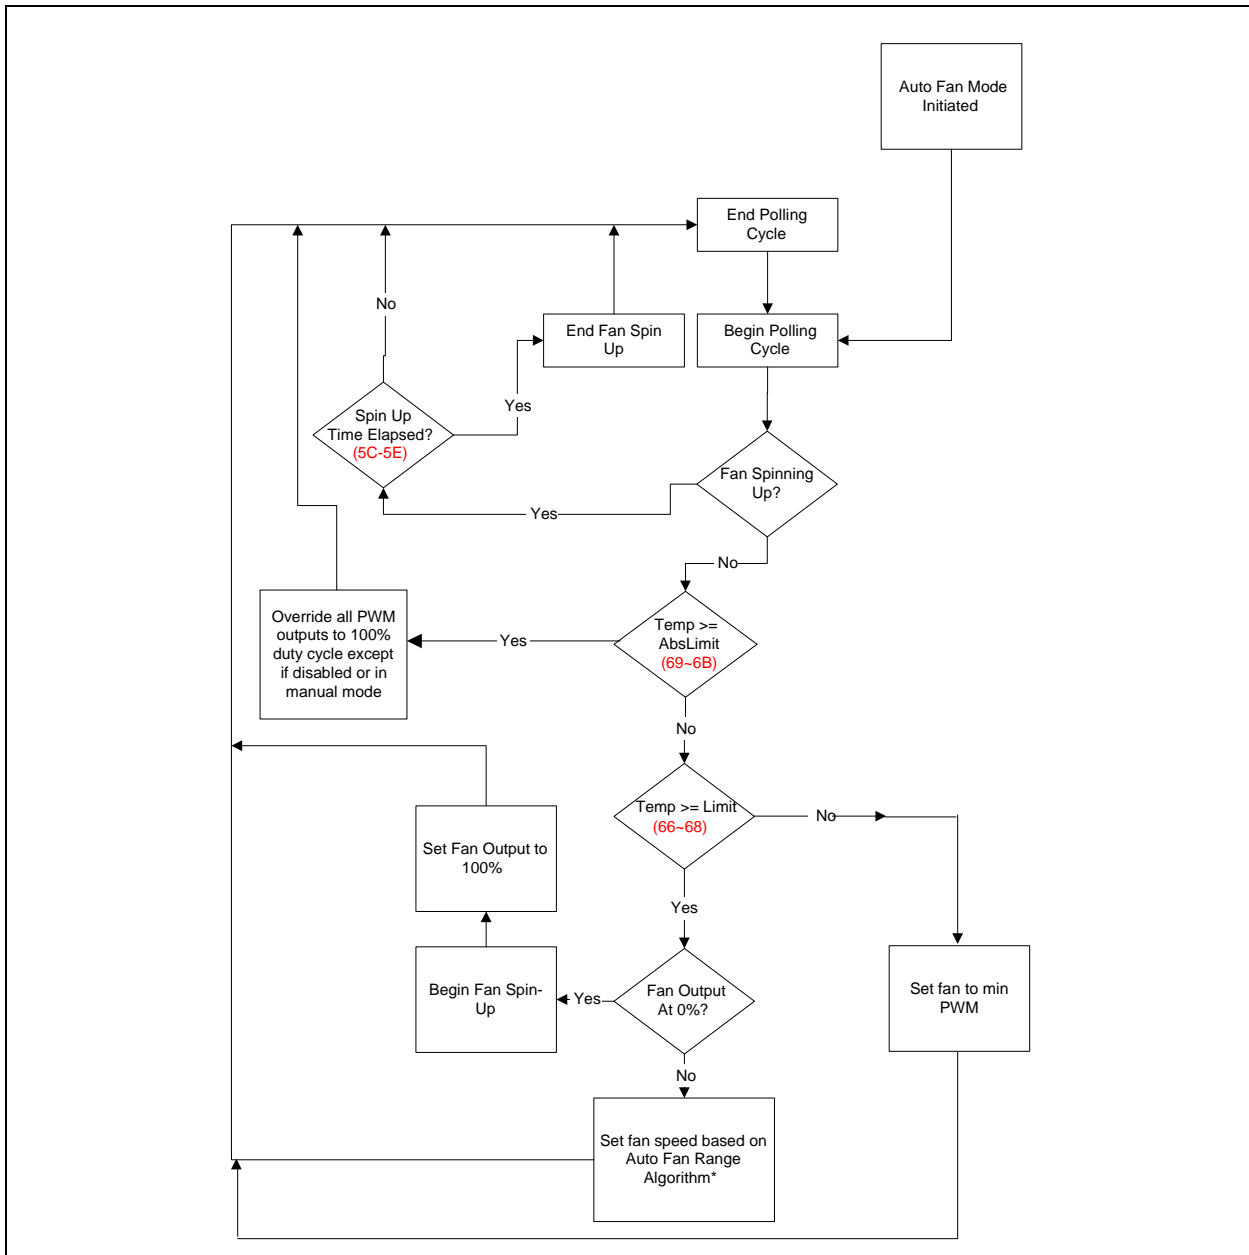 Auto Fan Mode
Initiated
End Polling
Cycle
No
End Fan Spin
Up
Begin Polling
Cycle
Spin Up
Time Elapsed?
(5C-5E)
Yes
Fan Spinning
Up?
Yes
No
Override all PWM
outputs to 100%
duty cycle except
if disabled or in
manual mode
Yes
Temp >=
AbsLimit
(69~6B)
No
Temp >= Limit
(66~68)
No
Set Fan Output to
100%
Yes
Begin Fan Spin-
Up
Yes
Fan Output
At 0%?
Set fan to min
PWM
No
Set fan speed based on
Auto Fan Range
Algorithm*